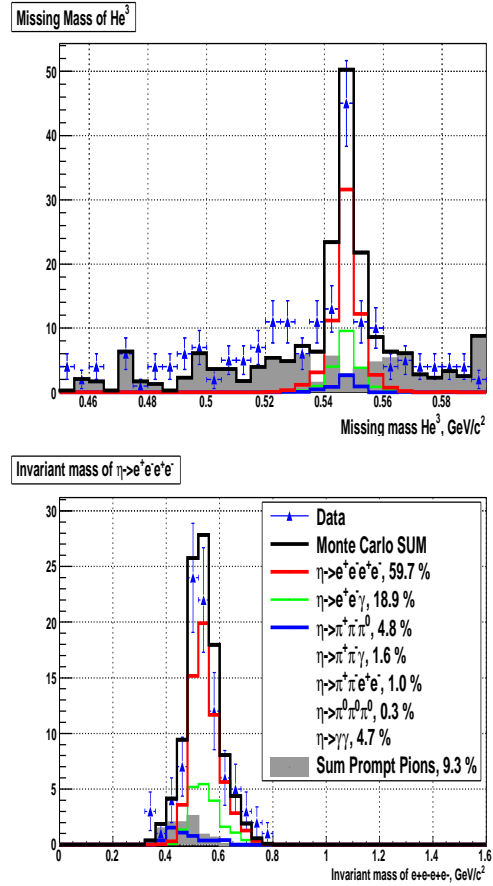 Missing Mass of He³
50
40
30
20
10
0
0.46 0.48 0.5 0.52 0.54 0.56 0.58
Missing mass He³, GeV/c²
Invariant mass of η->e⁺e⁻e⁺e⁻
30
25
20
15
10
5
0
Data
Monte Carlo SUM
η->e⁺e⁻e⁺e⁻, 59.7 %
η->e⁺e⁻γ, 18.9 %
η->π⁺π⁻π⁰, 4.8 %
η->π⁺π⁻γ, 1.6 %
η->π⁺π⁻e⁺e⁻, 1.0 %
η->π⁰π⁰π⁰, 0.3 %
η->γγ, 4.7 %
Sum Prompt Pions, 9.3 %
0 0.2 0.4 0.6 0.8 1 1.2 1.4 1.6
Invariant mass of e+e-e+e-, GeV/c²